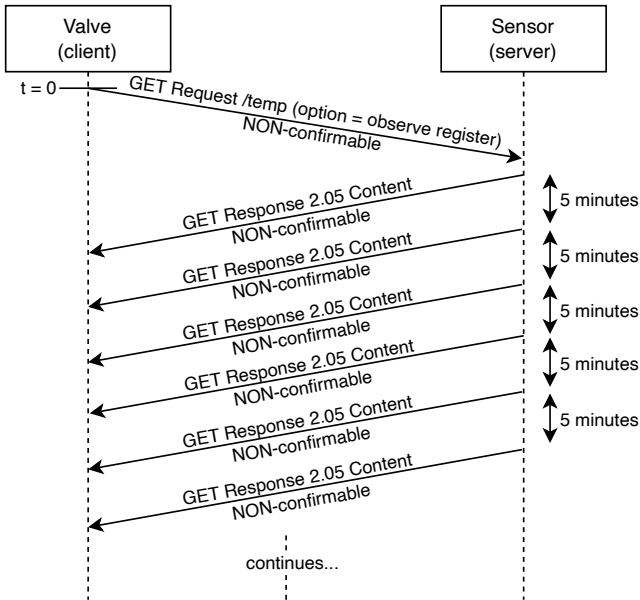 Valve
(client)
Sensor
(server)
t = 0
GET Request /temp (option = observe register)
NON-confirmable
GET Response 2.05 Content
NON-confirmable
5 minutes
GET Response 2.05 Content
NON-confirmable
5 minutes
GET Response 2.05 Content
NON-confirmable
5 minutes
GET Response 2.05 Content
NON-confirmable
5 minutes
GET Response 2.05 Content
NON-confirmable
5 minutes
GET Response 2.05 Content
NON-confirmable
continues...